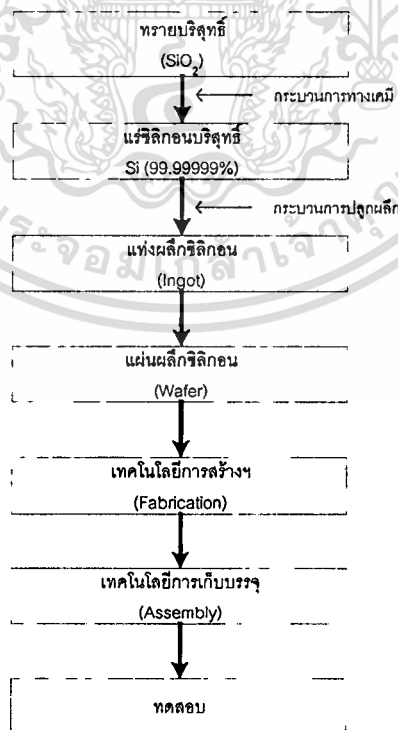 ทรายบริสุทธิ์
(SiO2)
กระบวนการทางเคมี
แร่ซิลิกอนบริสุทธิ์
Si (99.99999%)
กระบวนการปลูกผลึก
แท่งผลึกซิลิกอน
(Ingot)
แผ่นผลึกซิลิกอน
(Wafer)
เทคโนโลยีการสร้างฯ
(Fabrication)
เทคโนโลยีการเก็บบรรจุ
(Assembly)
ทดสอบ